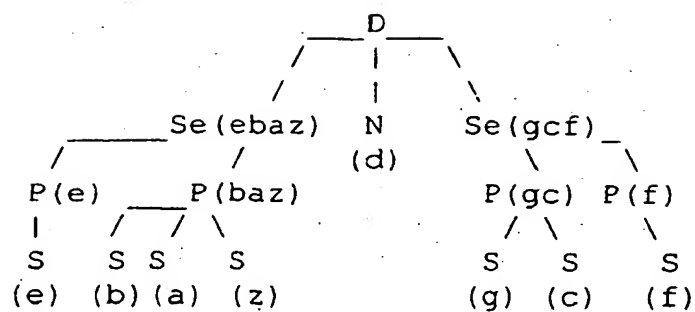 D
Se(ebaz) N Se(gcf)
(d)
P(e) P(baz) P(gc) P(f)
S S S S S S S
(e) (b) (a) (z) (g) (c) (f)